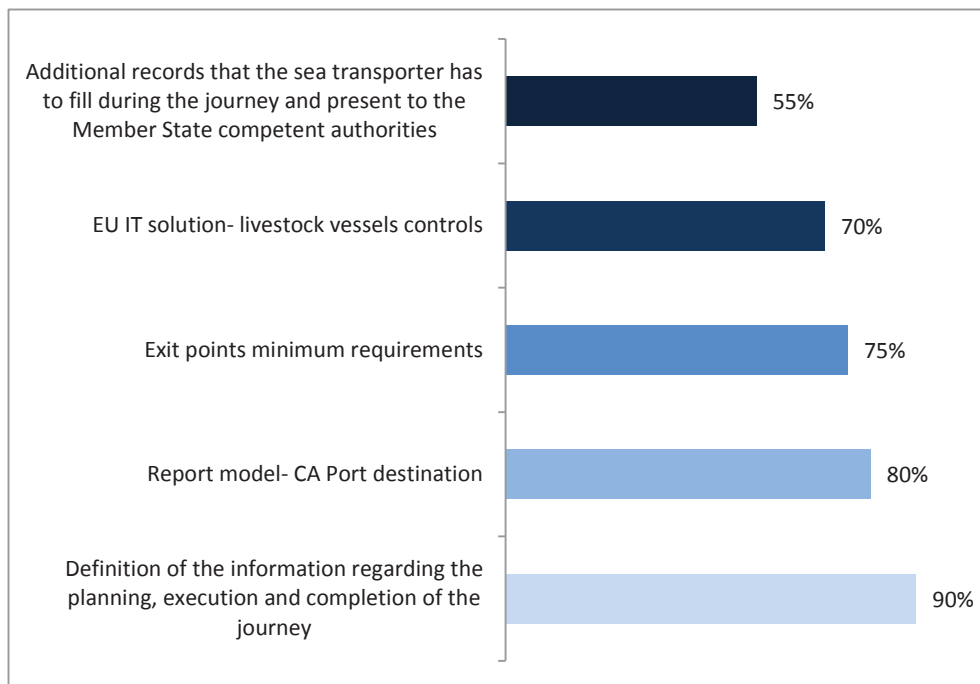 Additional records that the sea transporter has
to fill during the journey and present to the
Member State competent authorities
55%
EU IT solution- livestock vessels controls
70%
Exit points minimum requirements
75%
Report model- CA Port destination
80%
Definition of the information regarding the
planning, execution and completion of the
journey
90%